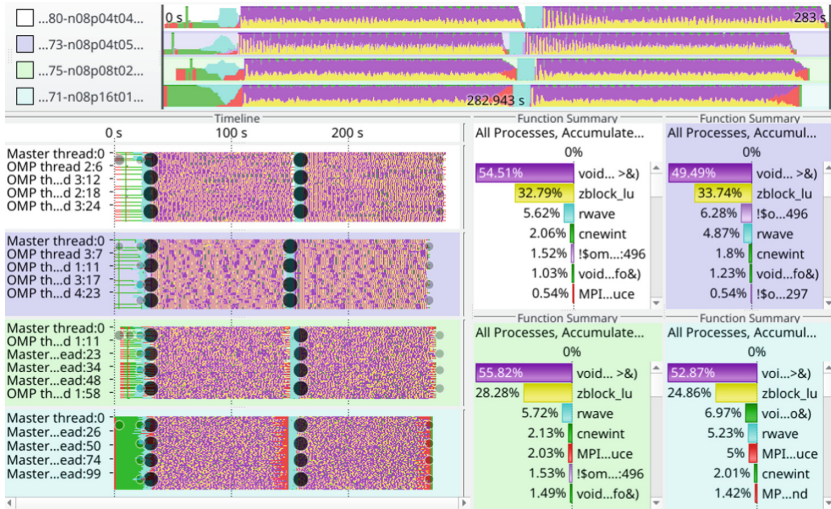 ...80-n08p04t04...
0 s
283 s
...73-n08p04t05...
...75-n08p08t02...
...71-n08p16t01...
282.943 s
Timeline
0 s 100 s 200 s
Master thread:0
OMP thread 2:6
OMP th...d 3:12
OMP th...d 2:18
OMP th...d 3:24
Master thread:0
OMP thread 3:7
OMP th...d 1:11
OMP th...d 3:17
OMP th...d 4:23
Master thread:0
OMP th...d 1:11
Master...ead:23
Master...ead:34
Master...ead:48
OMP th...d 1:58
Master thread:0
Master...ead:26
Master...ead:50
Master...ead:74
Master...ead:99
Function Summary
All Processes, Accumulate...
0%
54.51% void... >&)
32.79% zblock_lu
5.62% rwave
2.06% cnewint
1.52% !$om...:496
1.03% void...fo&)
0.54% MPI...uce
Function Summary
All Processes, Accumul...
0%
49.49% void... >&)
33.74% zblock_lu
6.28% !$o...496
4.87% rwave
1.8% cnewint
1.23% void...fo&)
0.54% !$o...297
Function Summary
All Processes, Accumulate...
0%
55.82% void... >&)
28.28% zblock_lu
5.72% rwave
2.13% cnewint
2.03% MPI...uce
1.53% !$om...:496
1.49% void...fo&)
Function Summary
All Processes, Accumul...
0%
52.87% voi...>&)
24.86% zblock_lu
6.97% voi...o&)
5.23% rwave
5% MPI...uce
2.01% cnewint
1.42% MP...nd